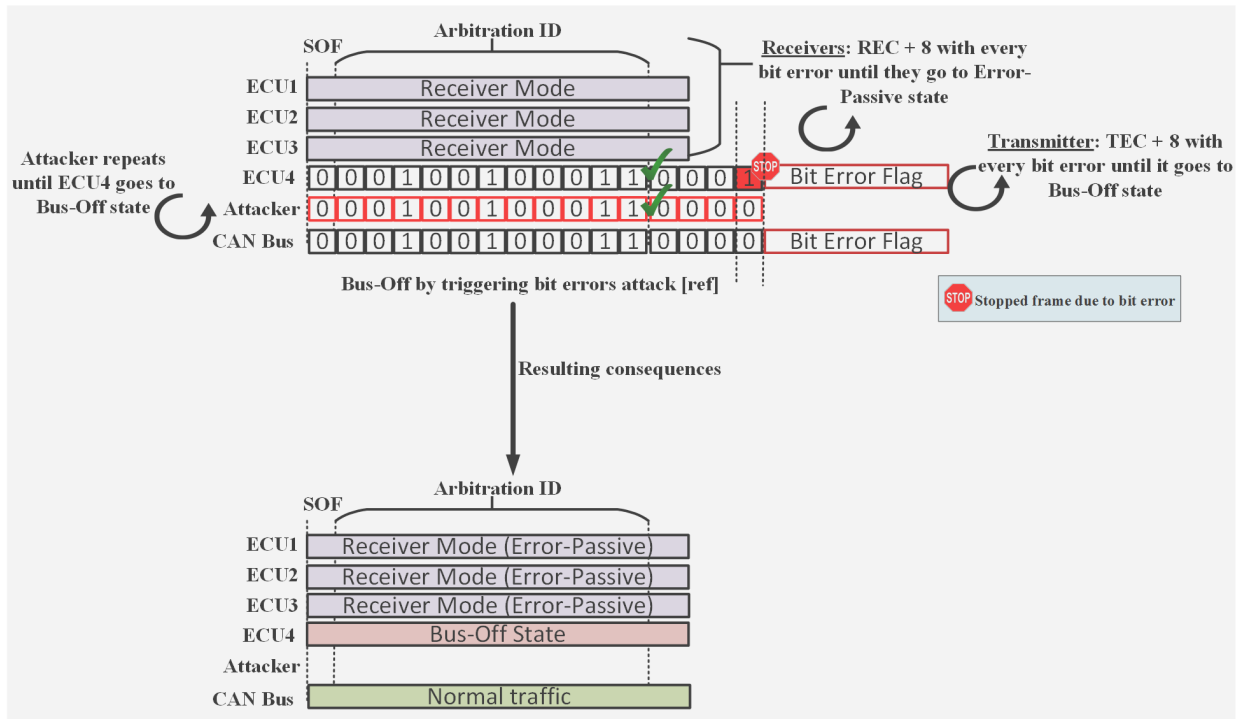 Arbitration ID
SOF
Receivers: REC + 8 with every
bit error until they go to Error-
Passive state
ECU1 Receiver Mode
ECU2 Receiver Mode
ECU3 Receiver Mode
Transmitter: TEC + 8 with
every bit error until it goes to
Bus-Off state
Attacker repeats
until ECU4 goes to
Bus-Off state
ECU4 0 0 0 1 0 0 1 0 0 0 1 1 0 0 0 1 STOP Bit Error Flag
Attacker 0 0 0 1 0 0 1 0 0 0 1 1 0 0 0 0
CAN Bus 0 0 0 1 0 0 1 0 0 0 1 1 0 0 0 0 Bit Error Flag
Bus-Off by triggering bit errors attack [ref]
STOP Stopped frame due to bit error
Resulting consequences
Arbitration ID
SOF
ECU1 Receiver Mode (Error-Passive)
ECU2 Receiver Mode (Error-Passive)
ECU3 Receiver Mode (Error-Passive)
ECU4 Bus-Off State
Attacker
CAN Bus Normal traffic